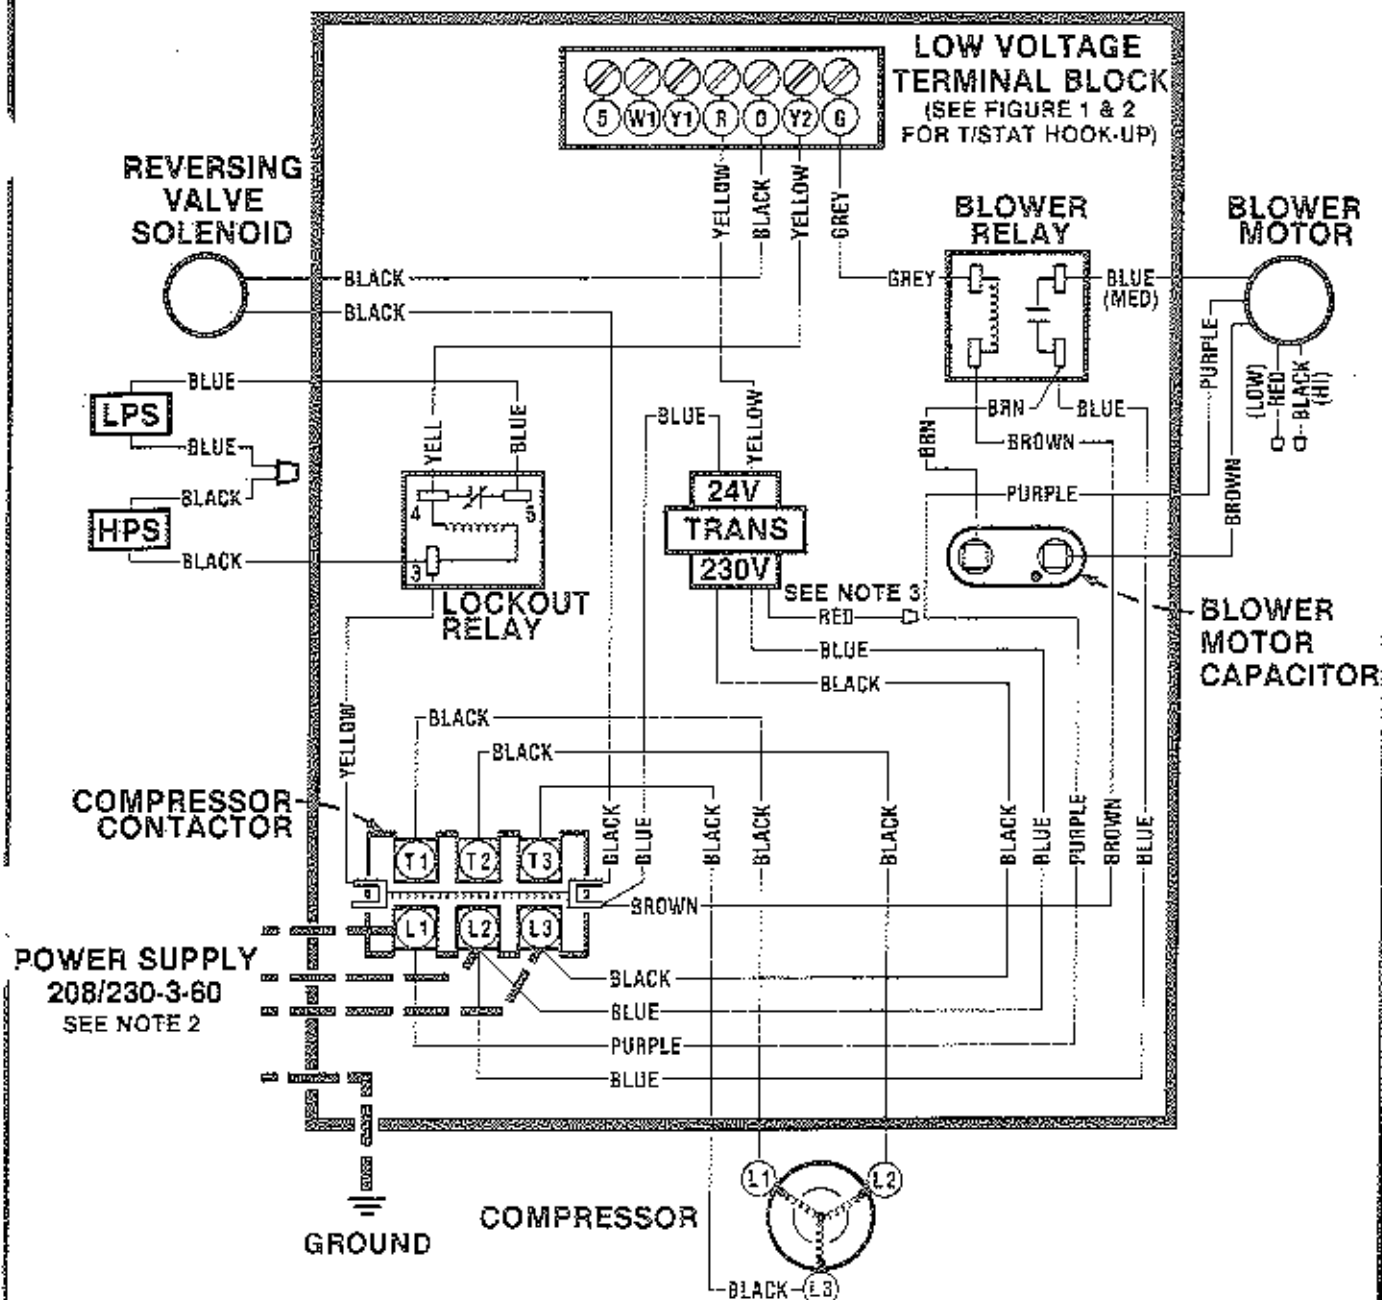 LOW VOLTAGE
TERMINAL BLOCK
(SEE FIGURE 1 & 2
FOR T/STAT HOOK-UP)
5 W1 Y1 R O Y2 G
YELLOW
BLACK
YELLOW
GREY
REVERSING
VALVE
SOLENOID
BLACK
BLACK
BLOWER
RELAY
BLOWER
MOTOR
GREY
BLUE
(MED)
PURPLE
(LOW)
RED
BLACK
(HI)
BROWN
BLUE
LPS
BLUE
BLACK
HPS
BLACK
YELL
BLUE
4
5
3
LOCKOUT
RELAY
BLUE
YELLOW
24V
TRANS
230V
SEE NOTE 3
RED
BLUE
BLACK
BRN
BRN
BLUE
BROWN
PURPLE
BLOWER
MOTOR
CAPACITOR
YELLOW
BLACK
BLACK
COMPRESSOR
CONTACTOR
T1 T2 T3
L1 L2 L3
BLACK
BLUE
BLACK
BLACK
BLACK
BLACK
BLUE
PURPLE
BROWN
BLUE
BROWN
POWER SUPPLY
208/230-3-60
SEE NOTE 2
BLACK
BLUE
PURPLE
BLUE
GROUND
COMPRESSOR
L1
L2
BLACK
L3